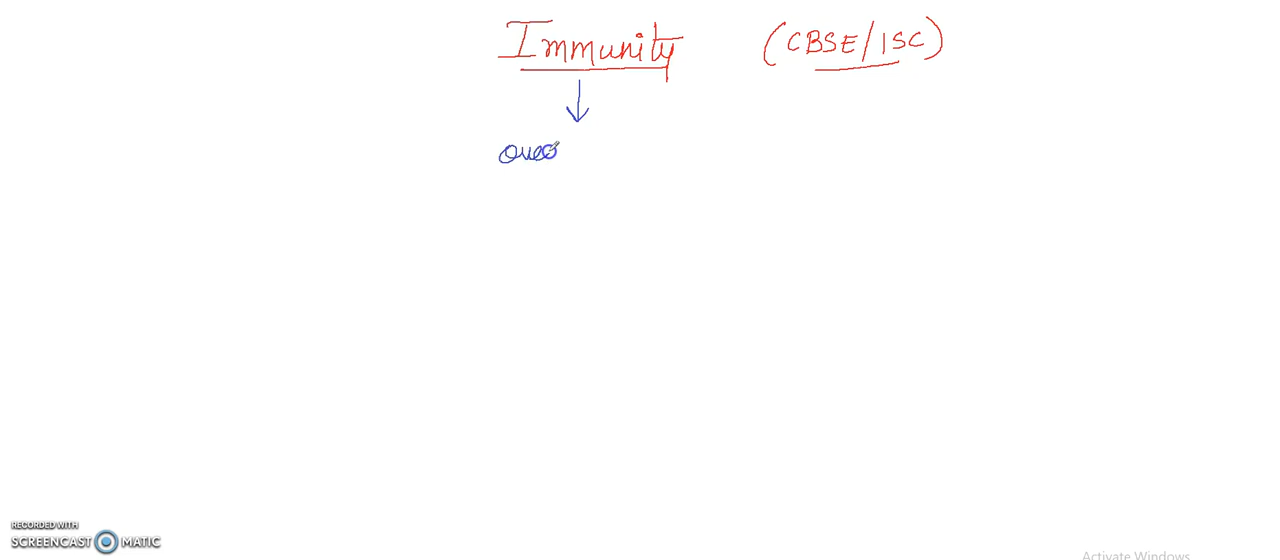 Immunity (CBSE/ISC)
RECORDED WITH
SCREENCAST MATIC
Activate Windows